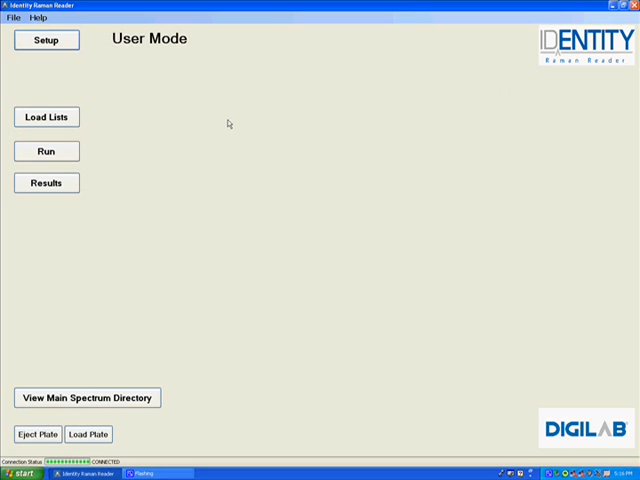 Identity Raman Reader
File Help
Setup
User Mode
IDENTITY
Raman Reader
Load Lists
Run
Results
View Main Spectrum Directory
Eject Plate
Load Plate
DIGILAB
Connection Status
CONNECTED
start
Identity Raman Reader
Flashing
5:16 PM